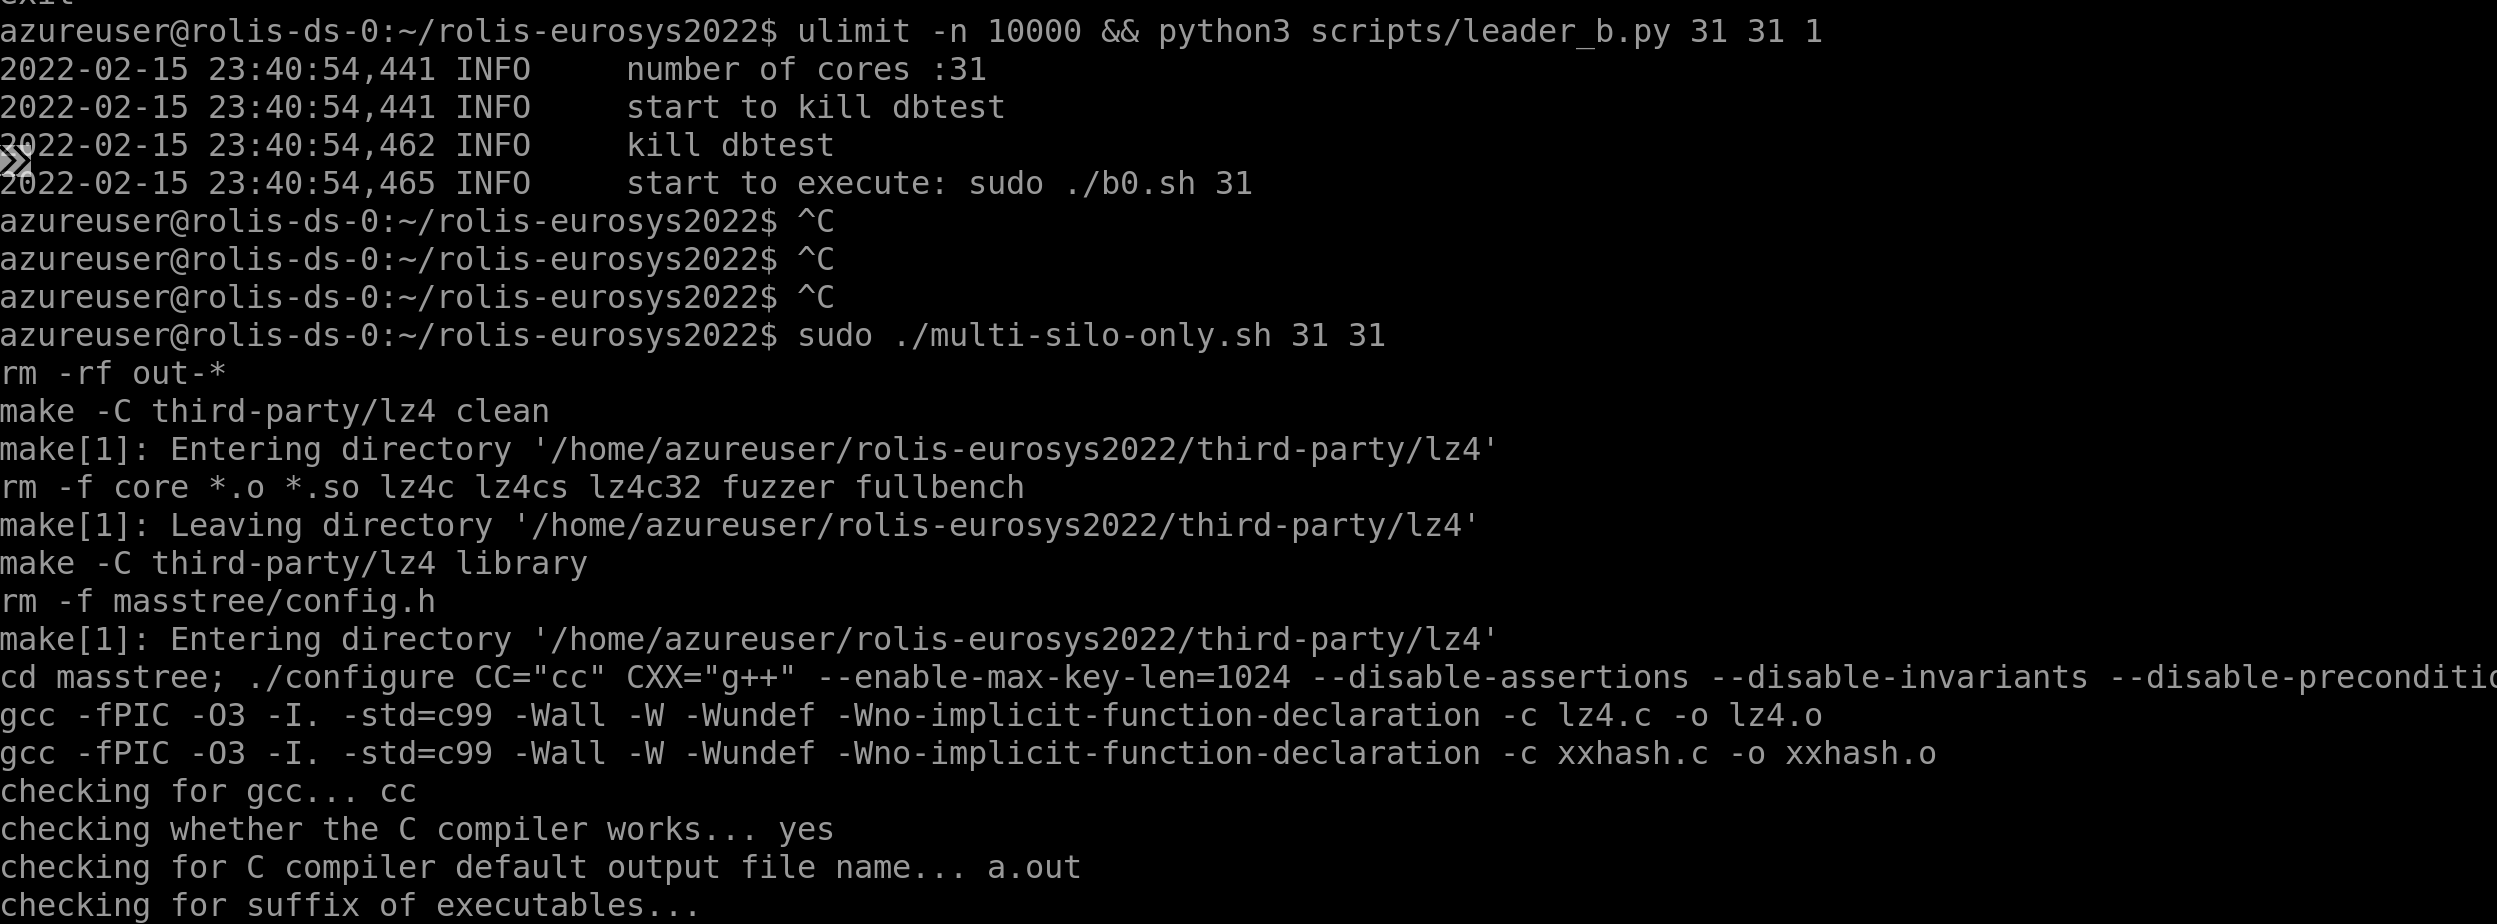 exit
azureuser@rolis-ds-0:~/rolis-eurosys2022$ ulimit -n 10000 && python3 scripts/leader_b.py 31 31 1
2022-02-15 23:40:54,441 INFO     number of cores :31
2022-02-15 23:40:54,441 INFO     start to kill dbtest
2022-02-15 23:40:54,462 INFO     kill dbtest
2022-02-15 23:40:54,465 INFO     start to execute: sudo ./b0.sh 31
azureuser@rolis-ds-0:~/rolis-eurosys2022$ ^C
azureuser@rolis-ds-0:~/rolis-eurosys2022$ ^C
azureuser@rolis-ds-0:~/rolis-eurosys2022$ ^C
azureuser@rolis-ds-0:~/rolis-eurosys2022$ sudo ./multi-silo-only.sh 31 31
rm -rf out-*
make -C third-party/lz4 clean
make[1]: Entering directory '/home/azureuser/rolis-eurosys2022/third-party/lz4'
rm -f core *.o *.so lz4c lz4cs lz4c32 fuzzer fullbench
make[1]: Leaving directory '/home/azureuser/rolis-eurosys2022/third-party/lz4'
make -C third-party/lz4 library
rm -f masstree/config.h
make[1]: Entering directory '/home/azureuser/rolis-eurosys2022/third-party/lz4'
cd masstree; ./configure CC="cc" CXX="g++" --enable-max-key-len=1024 --disable-assertions --disable-invariants --disable-preconditio
gcc -fPIC -O3 -I. -std=c99 -Wall -W -Wundef -Wno-implicit-function-declaration -c lz4.c -o lz4.o
gcc -fPIC -O3 -I. -std=c99 -Wall -W -Wundef -Wno-implicit-function-declaration -c xxhash.c -o xxhash.o
checking for gcc... cc
checking whether the C compiler works... yes
checking for C compiler default output file name... a.out
checking for suffix of executables...